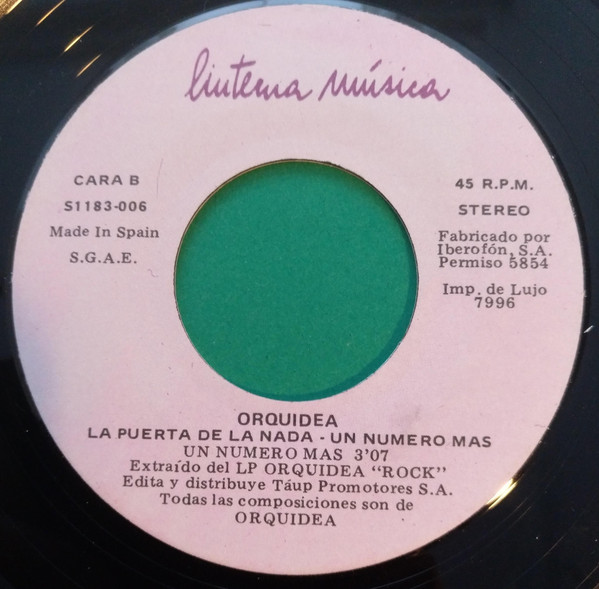 linterna música
CARA B
S1183-006
Made In Spain
S.G.A.E.
45 R.P.M.
STEREO
Fabricado por
Iberofón, S.A.
Permiso 5854
Imp. de Lujo
7996
ORQUIDEA
LA PUERTA DE LA NADA - UN NUMERO MAS
UN NUMERO MAS 3'07
Extraído del LP ORQUIDEA "ROCK"
Edita y distribuye Táup Promotores S.A.
Todas las composiciones son de
ORQUIDEA